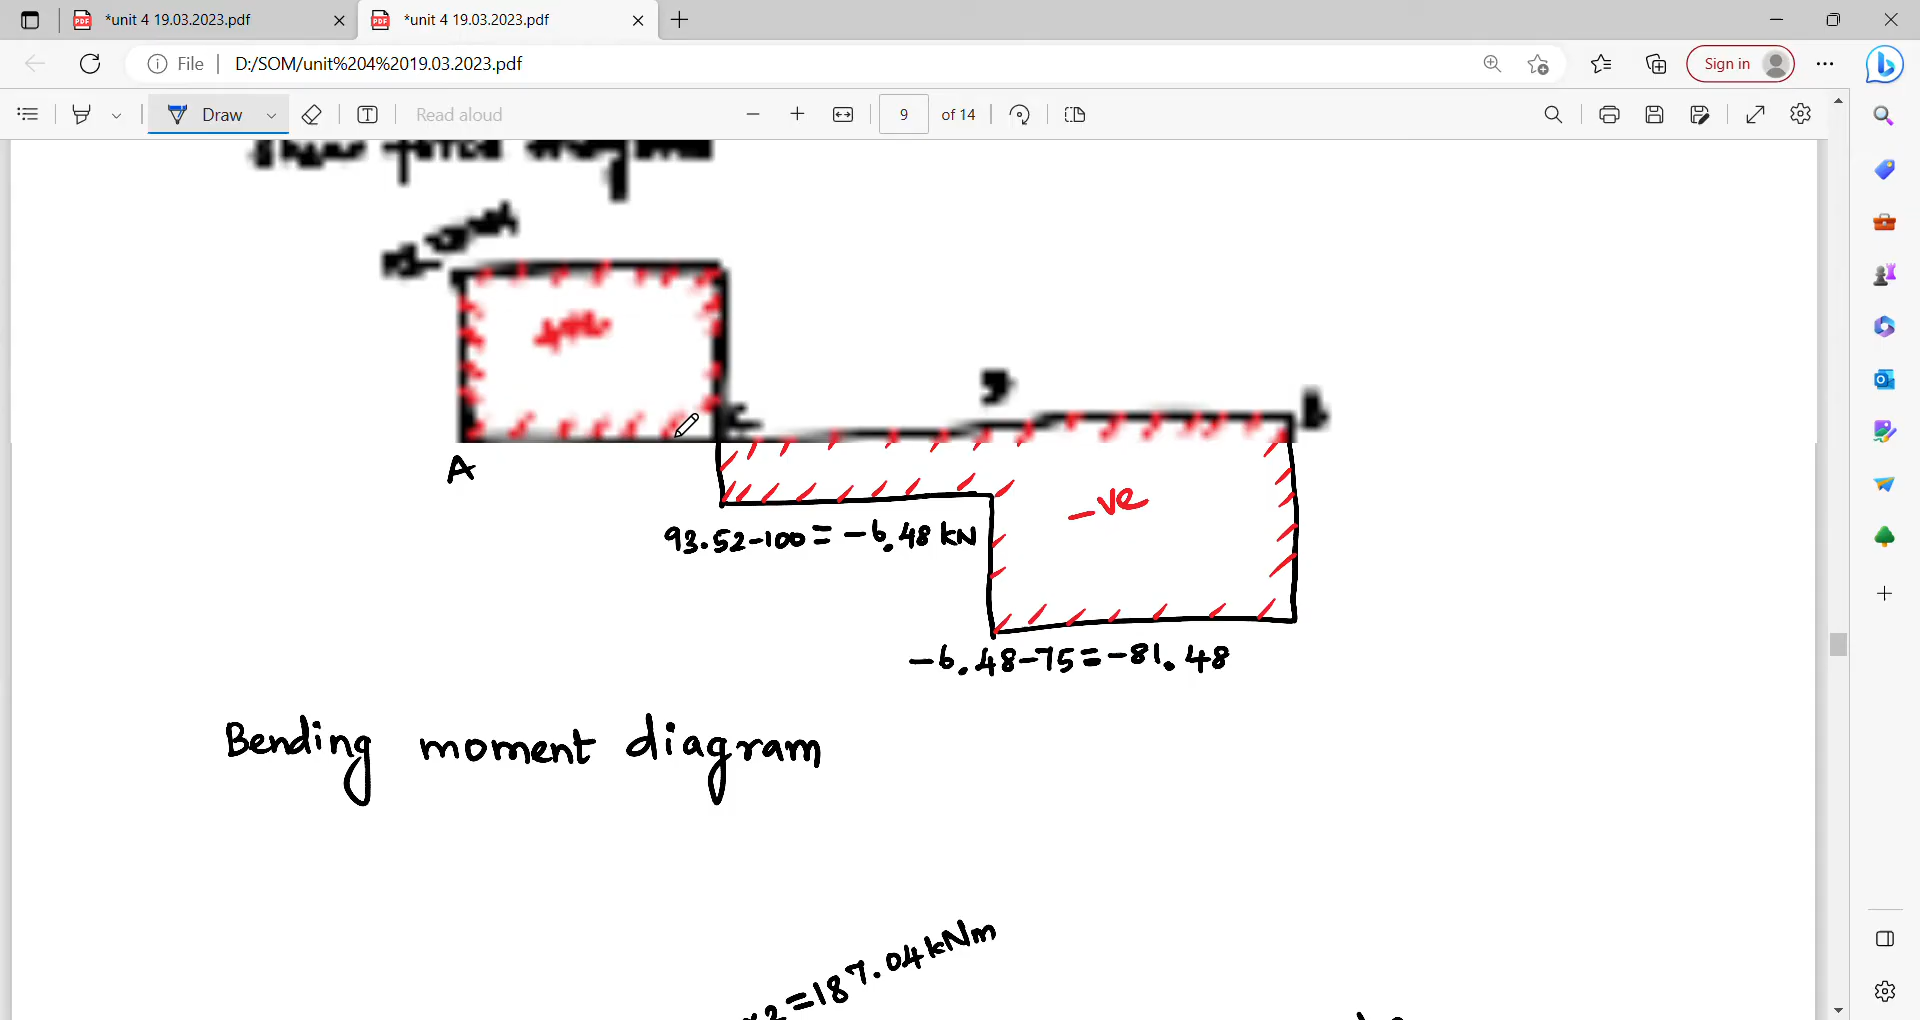 *unit 4 19.03.2023.pdf
*unit 4 19.03.2023.pdf
File
D:/SOM/unit%204%2019.03.2023.pdf
Sign in
Draw
Read aloud
9 of 14
+ve
C
D
B
A
-ve
93.52-100=-6.48 kN
-6.48-75=-81.48
Bending moment diagram
x2=187.04kNm